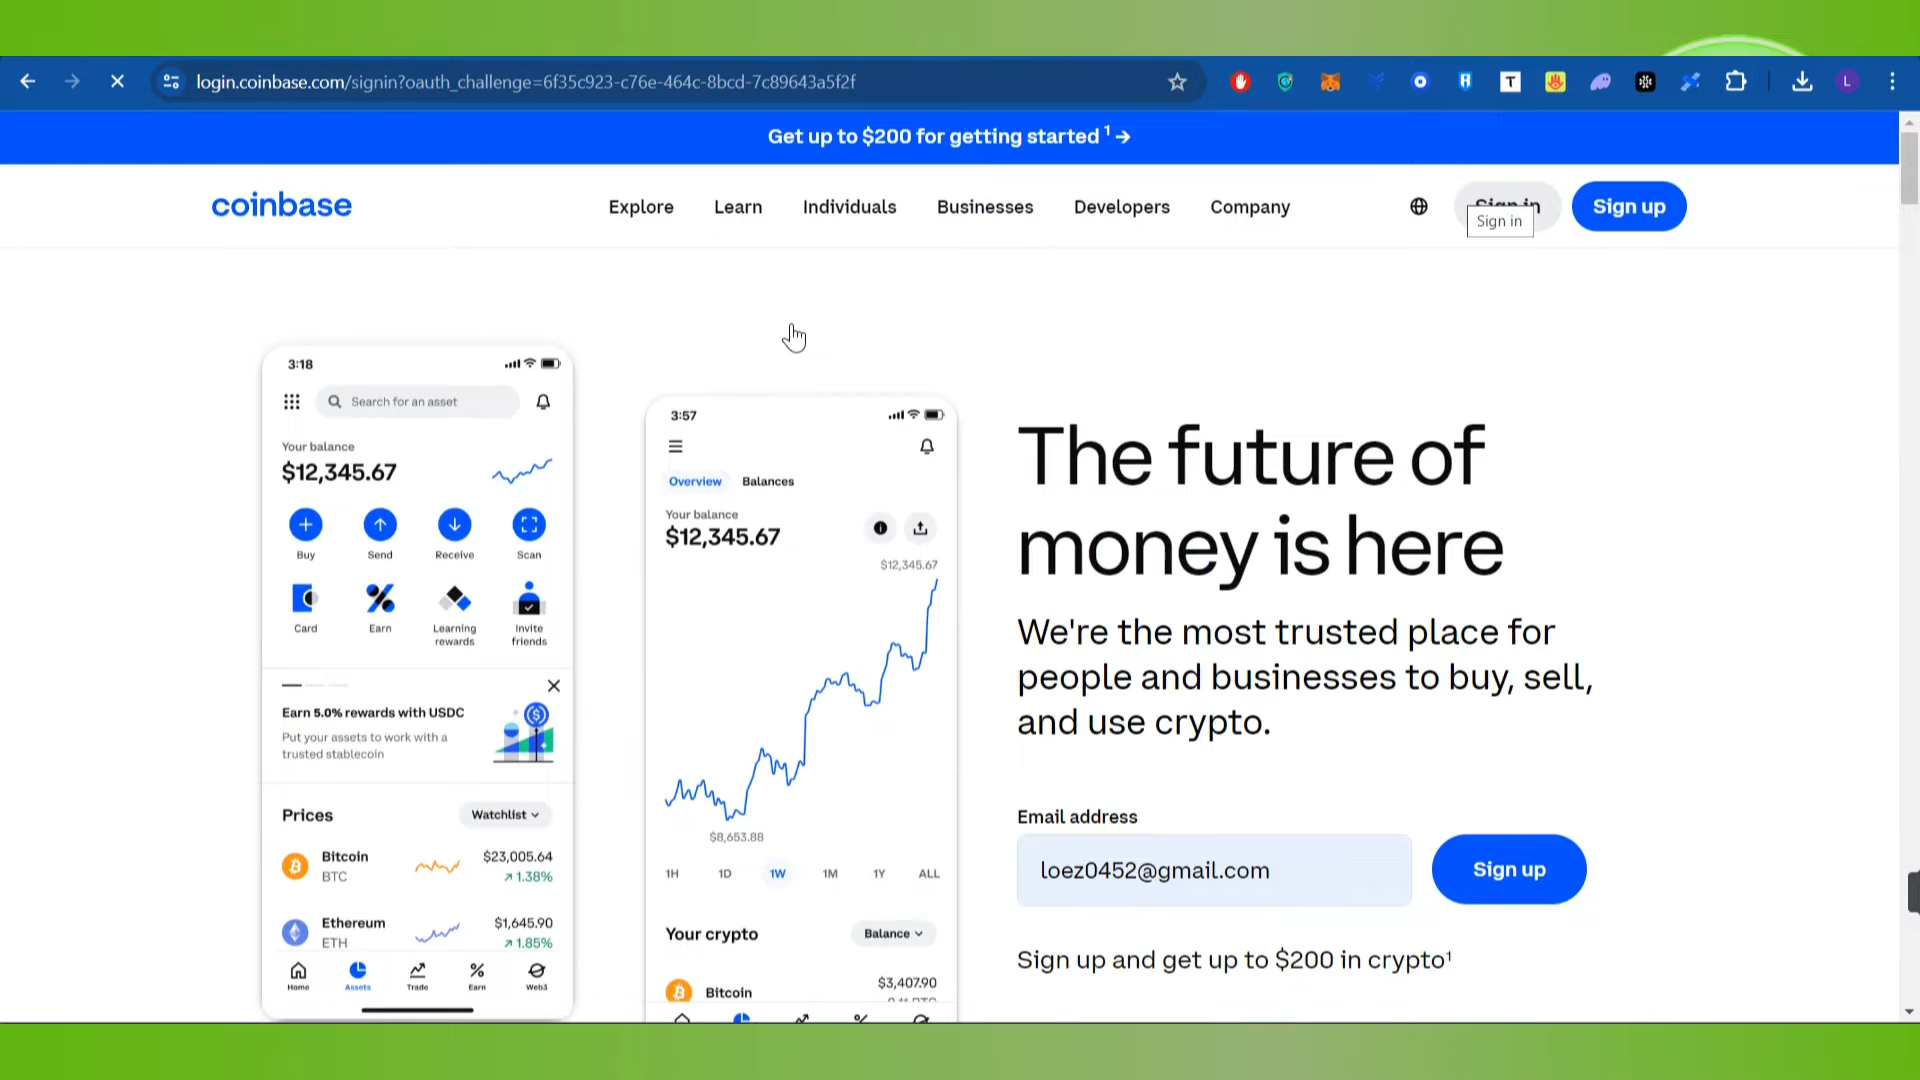 login.coinbase.com/signin?oauth_challenge=6f35c923-c76e-464c-8bcd-7c89643a5f2f
T
L
Get up to $200 for getting started 1 →
coinbase
Explore
Learn
Individuals
Businesses
Developers
Company
Sign in
Sign in
Sign up
3:18
Search for an asset
Your balance
$12,345.67
Buy
Send
Receive
Scan
Card
Earn
Learning
rewards
Invite
friends
Earn 5.0% rewards with USDC
Put your assets to work with a
trusted stablecoin
Prices
Watchlist
Bitcoin
$23,005.64
BTC
↗ 1.38%
Ethereum
$1,645.90
ETH
↗ 1.85%
Home
Assets
Trade
Earn
Web3
3:57
Overview
Balances
Your balance
$12,345.67
$12,345.67
$8,653.88
1H
1D
1W
1M
1Y
ALL
Your crypto
Balance
Bitcoin
$3,407.90
The future of
money is here
We're the most trusted place for
people and businesses to buy, sell,
and use crypto.
Email address
loez0452@gmail.com
Sign up
Sign up and get up to $200 in crypto¹